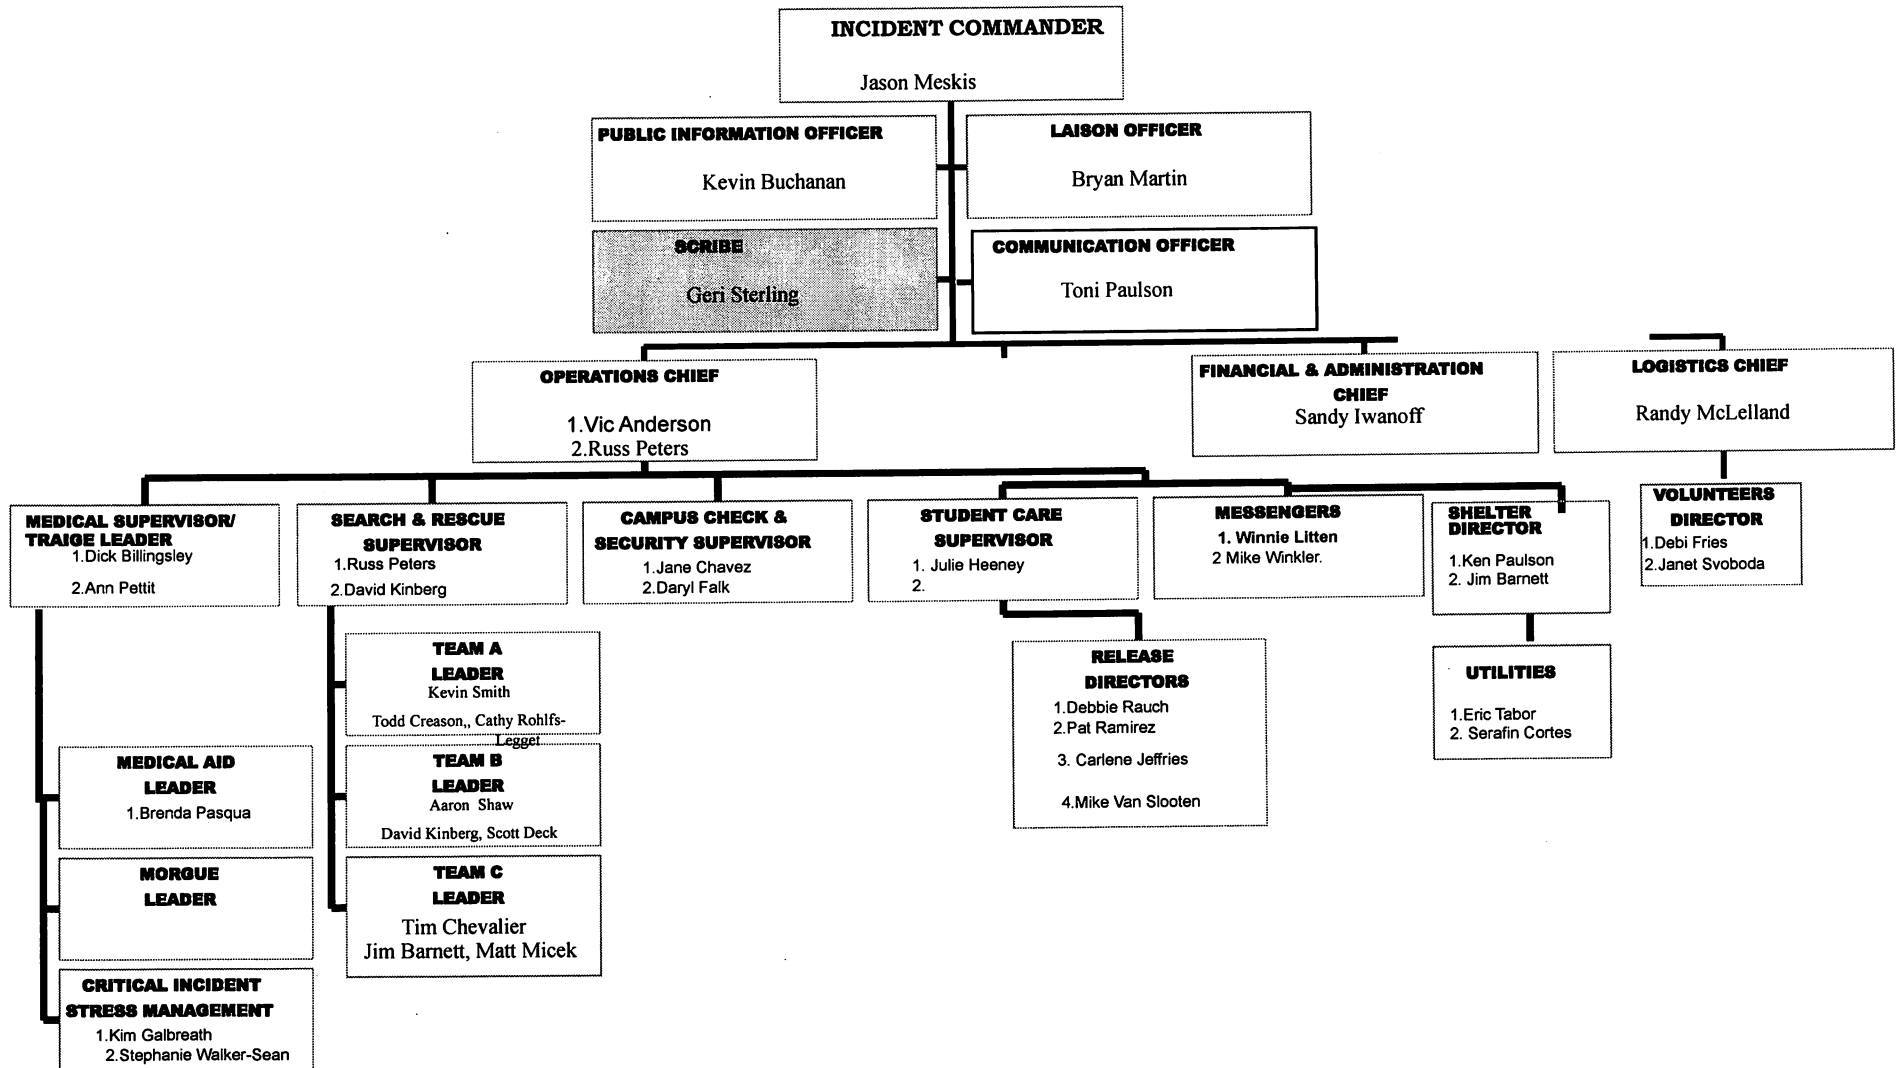 INCIDENT COMMANDER
Jason Meskis
PUBLIC INFORMATION OFFICER
Kevin Buchanan
LAISON OFFICER
Bryan Martin
SCRIBE
Geri Sterling
COMMUNICATION OFFICER
Toni Paulson
OPERATIONS CHIEF
1.Vic Anderson
2.Russ Peters
FINANCIAL & ADMINISTRATION
CHIEF
Sandy Iwanoff
LOGISTICS CHIEF
Randy McLelland
MEDICAL SUPERVISOR/
TRAIGE LEADER
1.Dick Billingsley
2.Ann Pettit
SEARCH & RESCUE
SUPERVISOR
1.Russ Peters
2.David Kinberg
CAMPUS CHECK &
SECURITY SUPERVISOR
1.Jane Chavez
2.Daryl Falk
STUDENT CARE
SUPERVISOR
1. Julie Heeney
2.
MESSENGERS
1. Winnie Litten
2 Mike Winkler.
SHELTER
DIRECTOR
1.Ken Paulson
2. Jim Barnett
VOLUNTEERS
DIRECTOR
1.Debi Fries
2.Janet Svoboda
TEAM A
LEADER
Kevin Smith
Todd Creason,, Cathy Rohlfs-
Legget
TEAM B
LEADER
Aaron Shaw
David Kinberg, Scott Deck
TEAM C
LEADER
Tim Chevalier
Jim Barnett, Matt Micek
RELEASE
DIRECTORS
1.Debbie Rauch
2.Pat Ramirez
3. Carlene Jeffries
4.Mike Van Slooten
UTILITIES
1.Eric Tabor
2. Serafin Cortes
MEDICAL AID
LEADER
1.Brenda Pasqua
MORGUE
LEADER
CRITICAL INCIDENT
STRESS MANAGEMENT
1.Kim Galbreath
2.Stephanie Walker-Sean